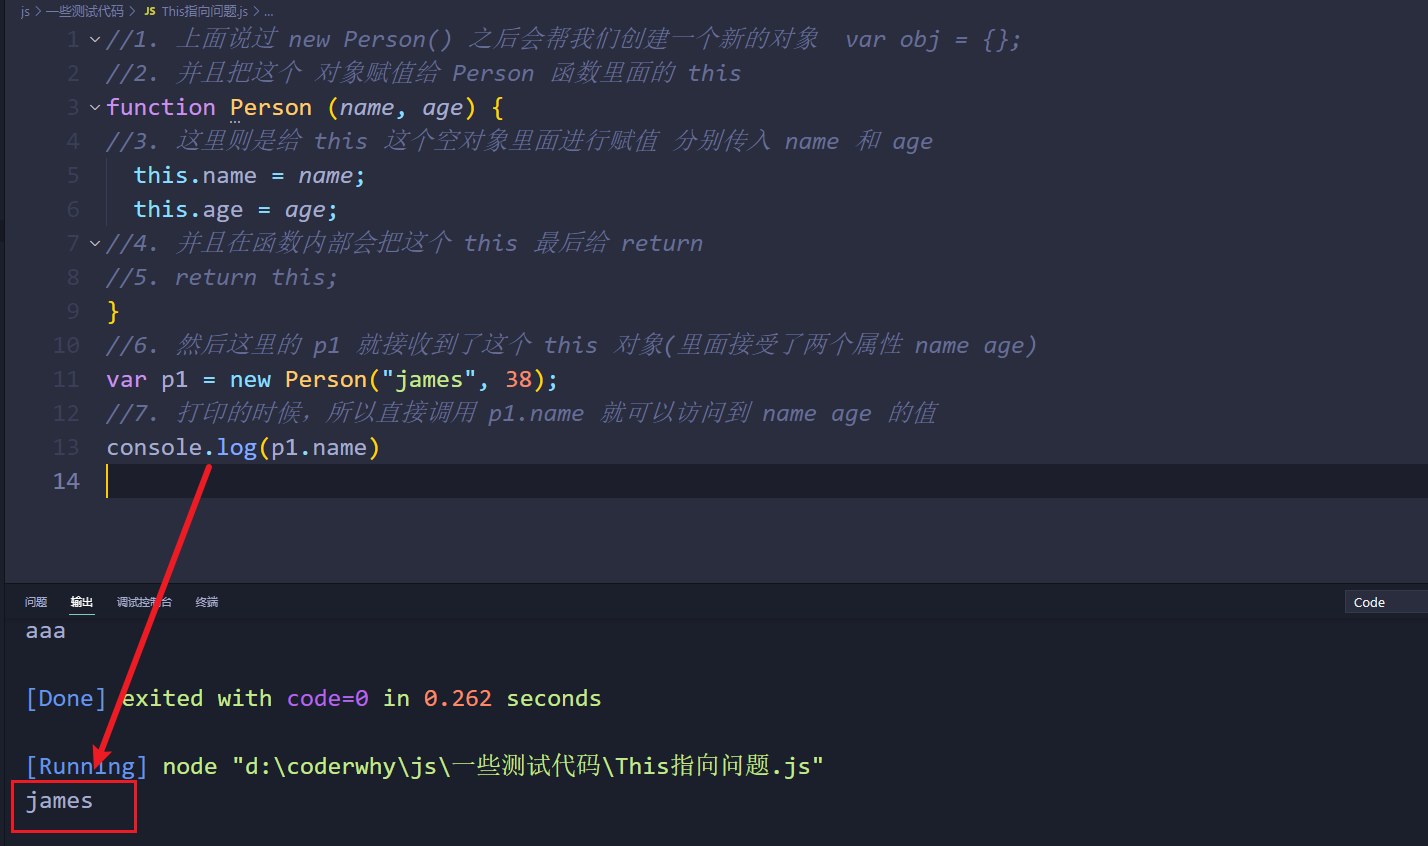 js > 一些测试代码 > JS This指向问题.js > ...
1 //1. 上面说过 new Person() 之后会帮我们创建一个新的对象  var obj = {};
2 //2. 并且把这个 对象赋值给 Person 函数里面的 this
3 function Person (name, age) {
4 //3. 这里则是给 this 这个空对象里面进行赋值 分别传入 name 和 age
5   this.name = name;
6   this.age = age;
7 //4. 并且在函数内部会把这个 this 最后给 return
8 //5. return this;
9 }
10 //6. 然后这里的 p1 就接收到了这个 this 对象(里面接受了两个属性 name age)
11 var p1 = new Person("james", 38);
12 //7. 打印的时候，所以直接调用 p1.name 就可以访问到 name age 的值
13 console.log(p1.name)
14
问题 输出 调试控制台 终端 Code
aaa
[Done] exited with code=0 in 0.262 seconds
[Running] node "d:\coderwhy\js\一些测试代码\This指向问题.js"
james